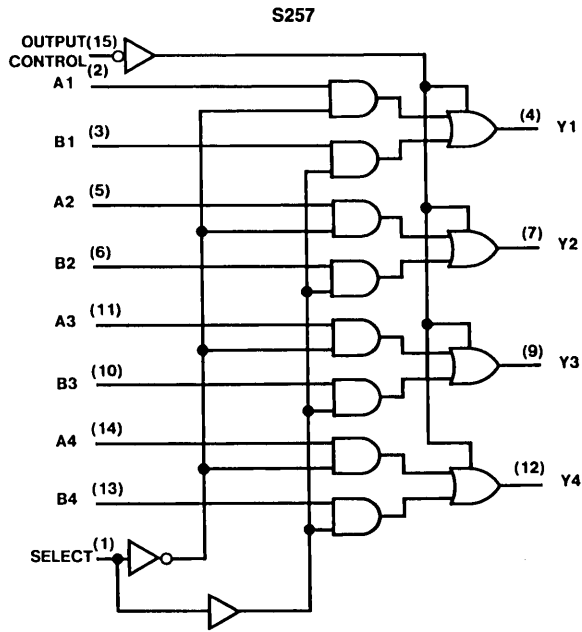 S257
OUTPUT (15)
CONTROL
(2)
A1
(4)
Y1
(3)
B1
(5)
A2
(7)
Y2
(6)
B2
(11)
A3
(9)
Y3
(10)
B3
(14)
A4
(12)
Y4
(13)
B4
SELECT (1)